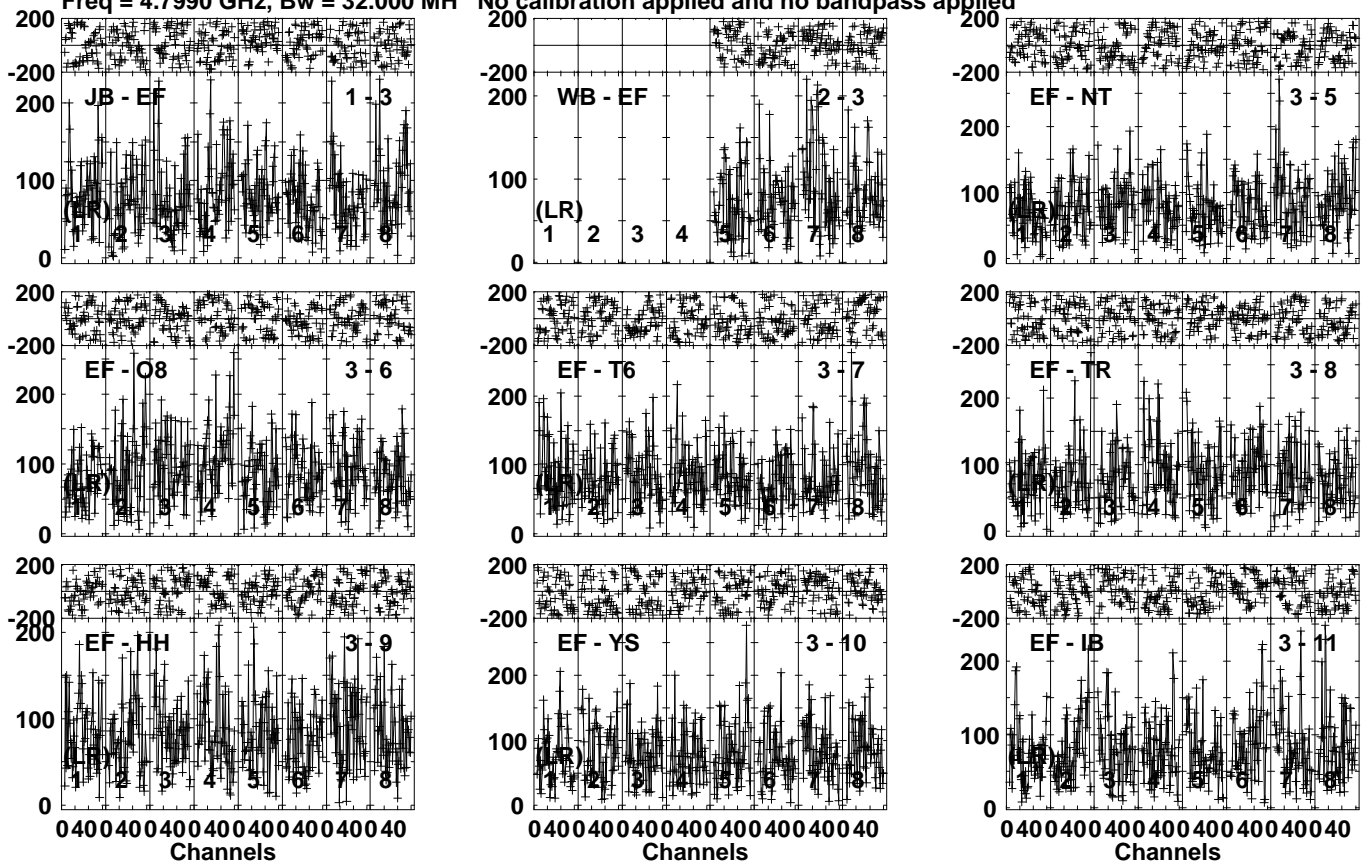 Freq = 4.7990 GHz, Bw = 32.000 MH No calibration applied and no bandpass applied
200
-200
JB - EF 1 - 3
200
100
0
(LR)
1 2 3 4 5 6 7 8
200
-200
WB - EF 2 - 3
200
100
0
(LR)
1 2 3 4 5 6 7 8
200
-200
EF - NT 3 - 5
200
100
0
(LR)
1 2 3 4 5 6 7 8
200
-200
EF - O8 3 - 6
200
100
0
(LR)
1 2 3 4 5 6 7 8
200
-200
EF - T6 3 - 7
200
100
0
(LR)
1 2 3 4 5 6 7 8
200
-200
EF - TR 3 - 8
200
100
0
(LR)
1 2 3 4 5 6 7 8
200
-200
EF - HH 3 - 9
200
100
0
(LR)
1 2 3 4 5 6 7 8
0 40 0 40 0 40 0 40 0 40 0 40 0 40 0 40
Channels
200
-200
EF - YS 3 - 10
200
100
0
(LR)
1 2 3 4 5 6 7 8
0 40 0 40 0 40 0 40 0 40 0 40 0 40 0 40
Channels
200
-200
EF - IB 3 - 11
200
100
0
(LR)
1 2 3 4 5 6 7 8
0 40 0 40 0 40 0 40 0 40 0 40 0 40 0 40
Channels